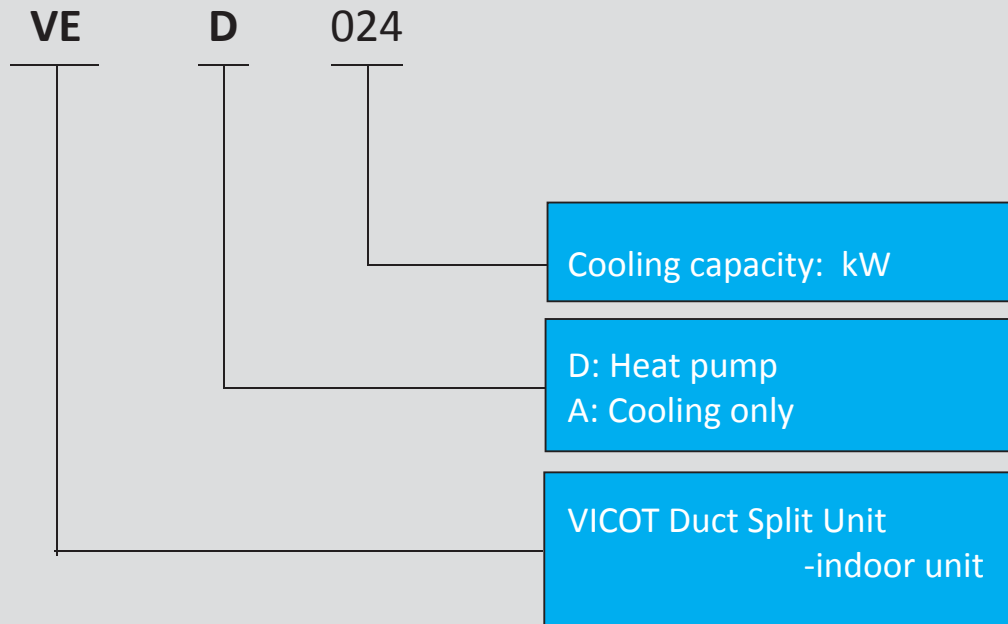 VE D 024
Cooling capacity: kW
D: Heat pump
A: Cooling only
VICOT Duct Split Unit
-indoor unit